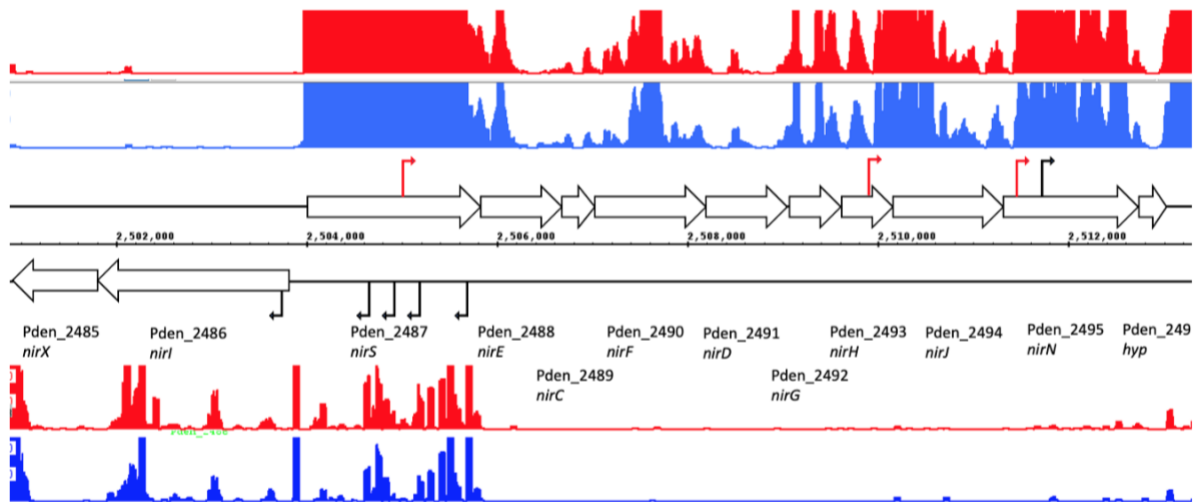 2,502,000 2,504,000 2,506,000 2,508,000 2,510,000 2,512,000
Pden_2485 Pden_2486 Pden_2487 Pden_2488 Pden_2490 Pden_2491 Pden_2493 Pden_2494 Pden_2495 Pden_249
nirX nirI nirS nirE nirF nirD nirH nirJ nirN hyp
Pden_2489 Pden_2492
nirC nirG